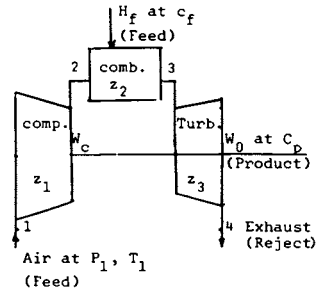 H_f at c_f
(Feed)
2
comb.
3
z_2
comp.
Turb.
W_c
W_0 at C_p
(Product)
z_1
z_3
1
4 Exhaust
(Reject)
Air at P_1, T_1
(Feed)